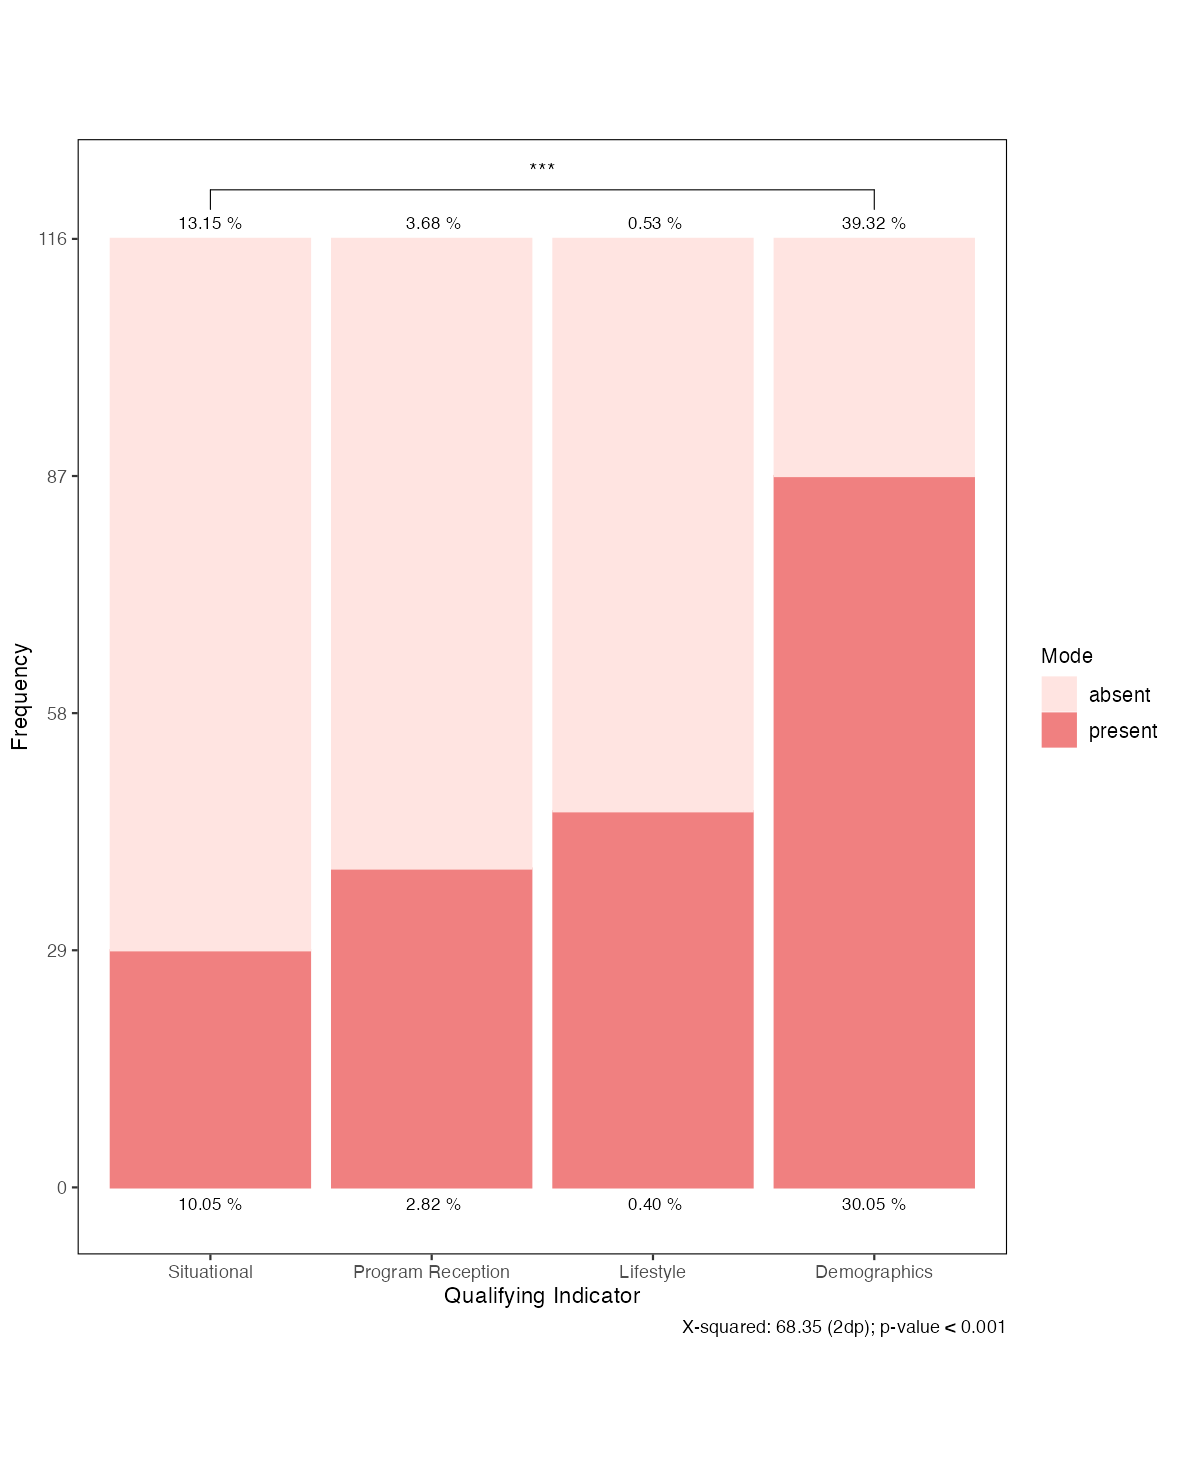 ***
13.15 %
3.68 %
0.53 %
39.32 %
116
87
58
29
0
Frequency
10.05 %
2.82 %
0.40 %
30.05 %
Situational
Program Reception
Lifestyle
Demographics
Qualifying Indicator
X-squared: 68.35 (2dp); p-value < 0.001
Mode
absent
present